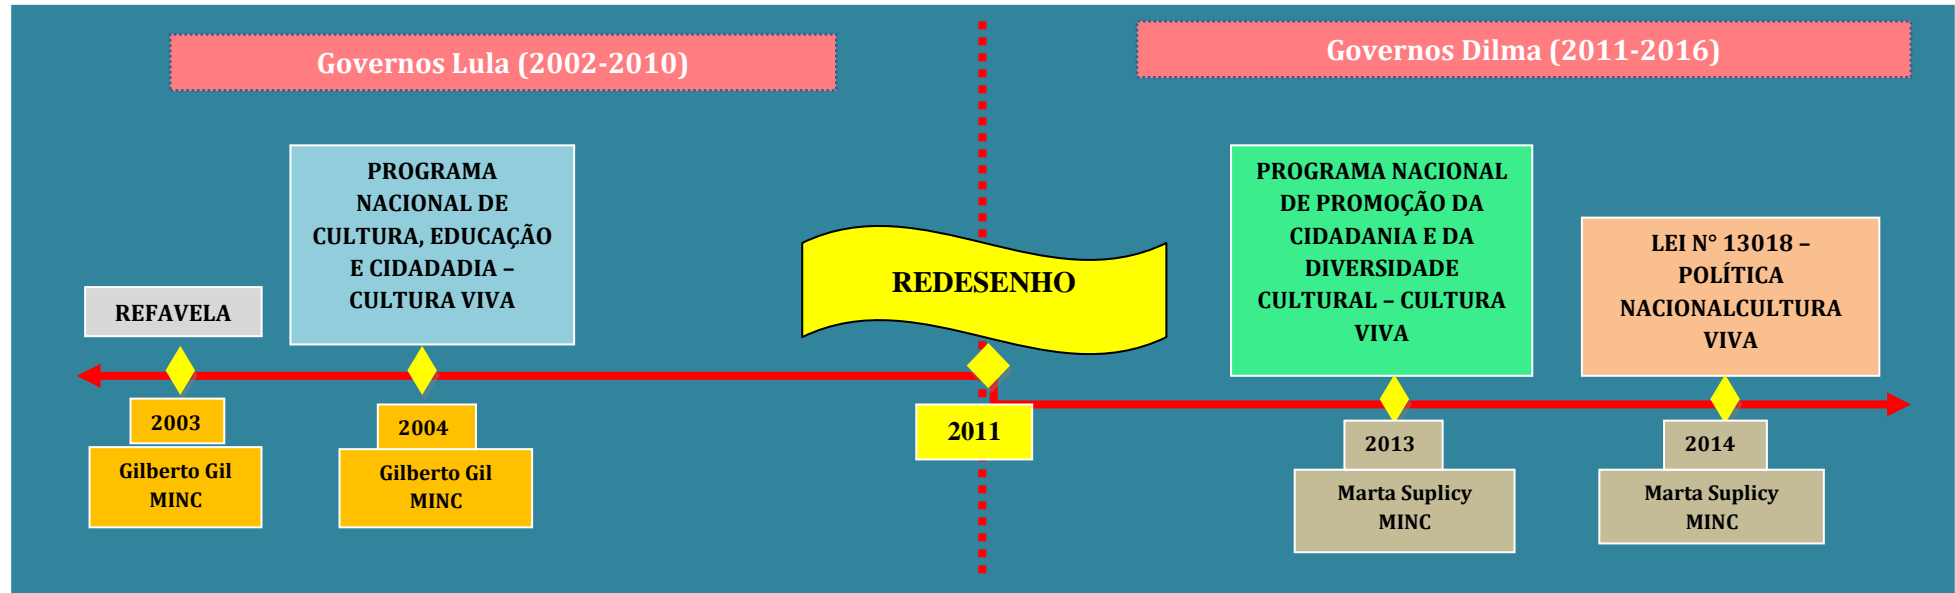 Governos Lula (2002-2010)
Governos Dilma (2011-2016)
REFAVELA
PROGRAMA
NACIONAL DE
CULTURA, EDUCAÇÃO
E CIDADADIA –
CULTURA VIVA
REDESENHO
PROGRAMA NACIONAL
DE PROMOÇÃO DA
CIDADANIA E DA
DIVERSIDADE
CULTURAL – CULTURA
VIVA
LEI N° 13018 –
POLÍTICA
NACIONALCULTURA
VIVA
2003
Gilberto Gil
MINC
2004
Gilberto Gil
MINC
2011
2013
Marta Suplicy
MINC
2014
Marta Suplicy
MINC